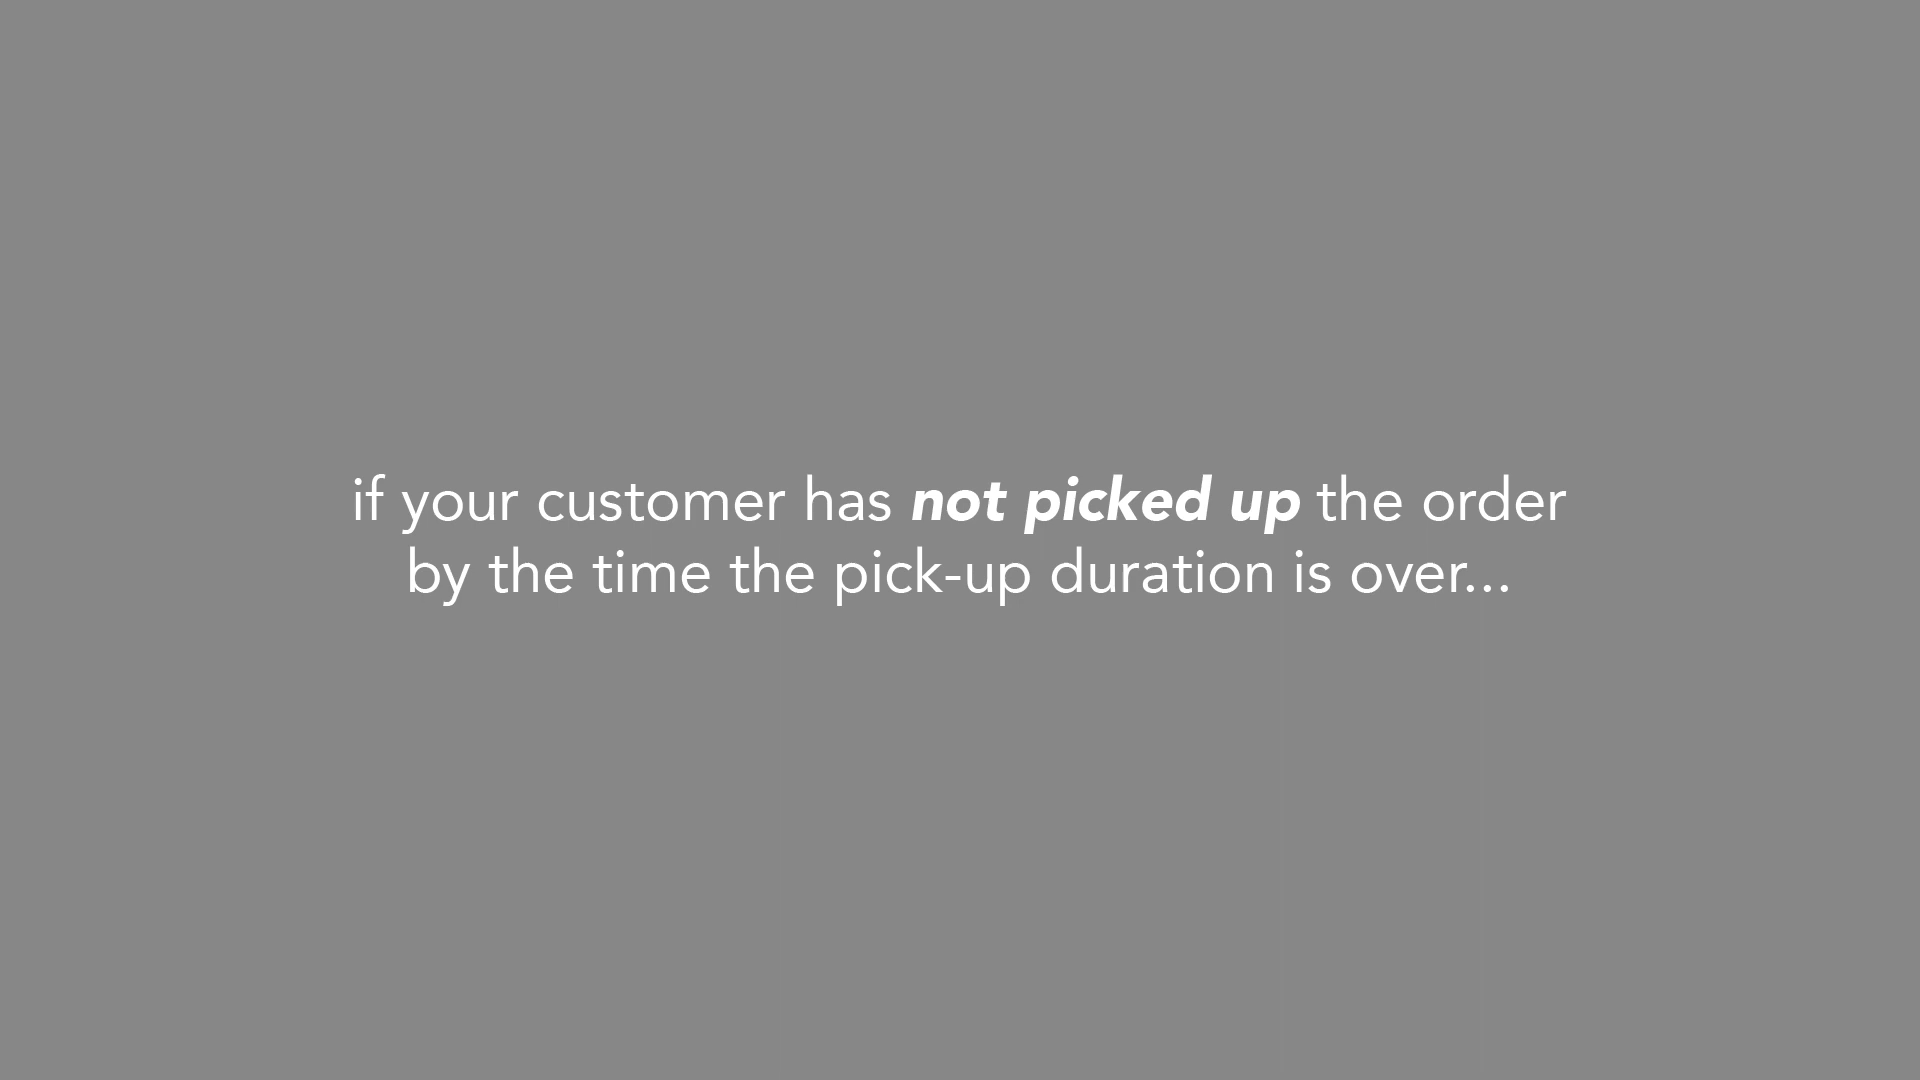 if your customer has not picked up the order
by the time the pick-up duration is over...